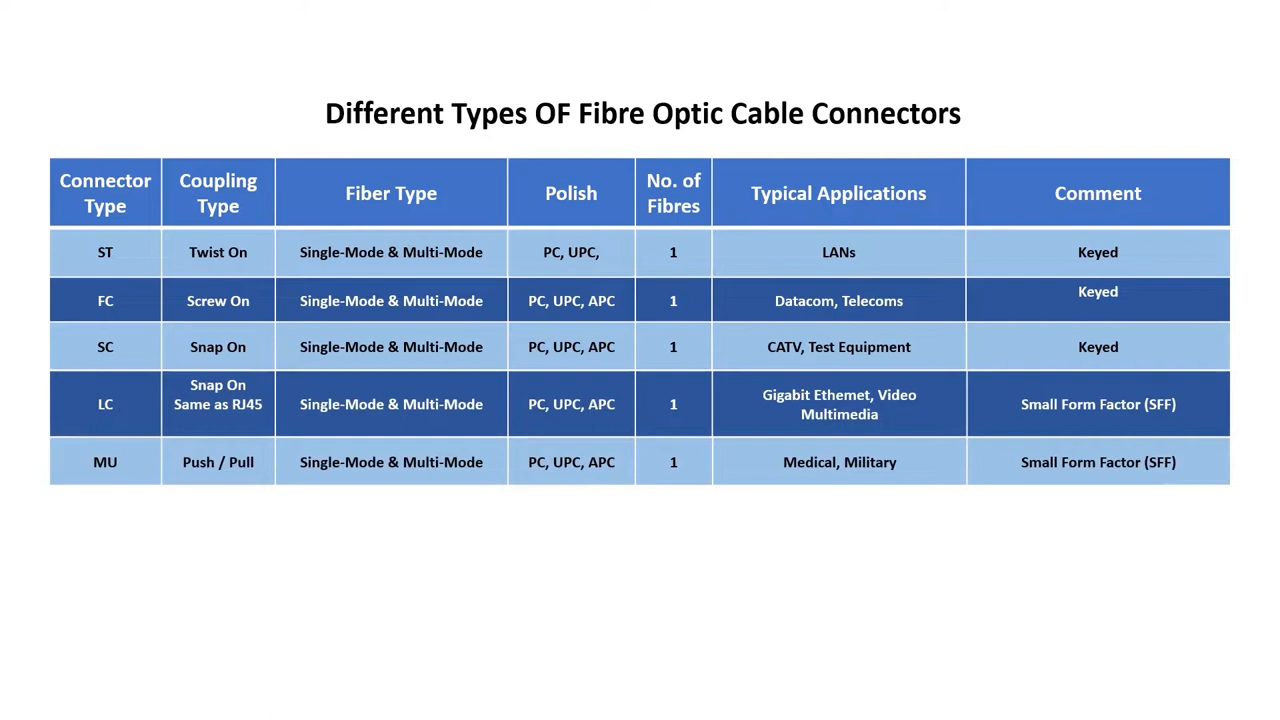 Different Types OF Fibre Optic Cable Connectors
Connector Type Coupling Type Fiber Type Polish No. of Fibres Typical Applications Comment
ST Twist On Single-Mode & Multi-Mode PC, UPC, 1 LANs Keyed
FC Screw On Single-Mode & Multi-Mode PC, UPC, APC 1 Datacom, Telecoms Keyed
SC Snap On Single-Mode & Multi-Mode PC, UPC, APC 1 CATV, Test Equipment Keyed
LC Snap On Same as RJ45 Single-Mode & Multi-Mode PC, UPC, APC 1 Gigabit Ethemet, Video Multimedia Small Form Factor (SFF)
MU Push / Pull Single-Mode & Multi-Mode PC, UPC, APC 1 Medical, Military Small Form Factor (SFF)